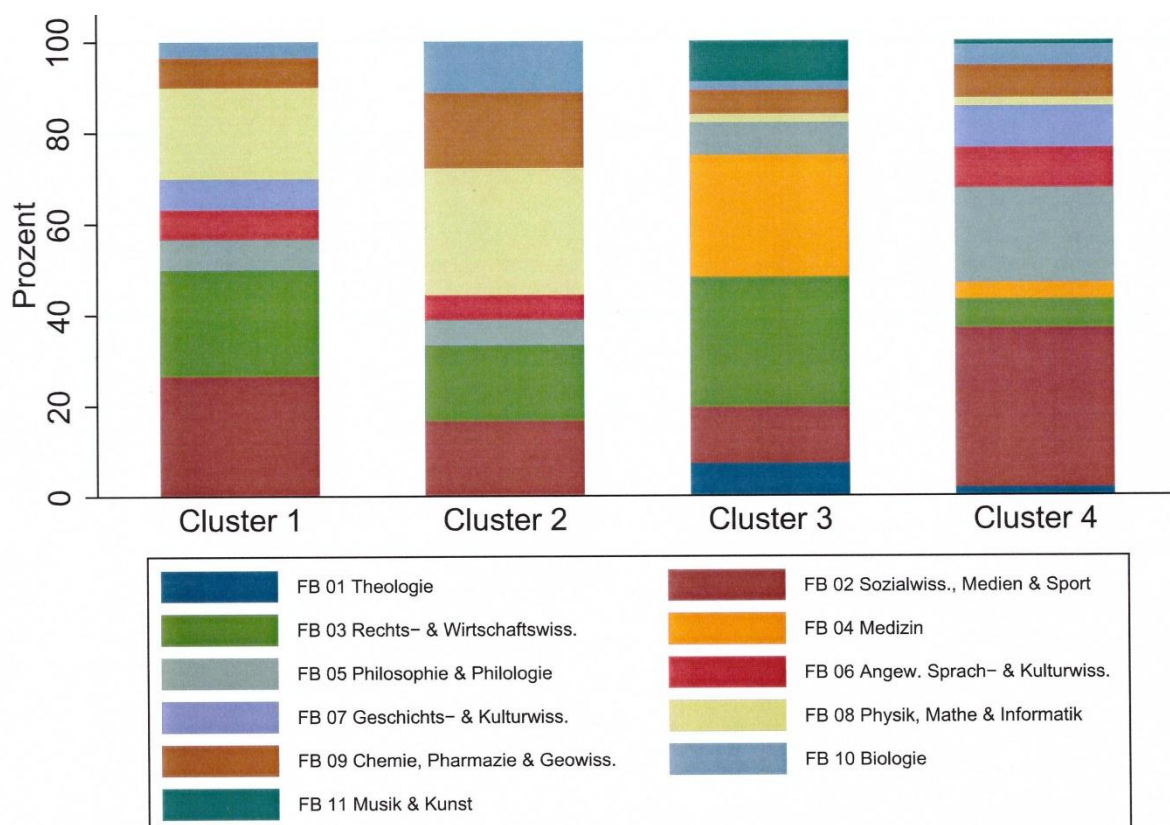 100
80
60
40
20
0
Prozent
Cluster 1
Cluster 2
Cluster 3
Cluster 4
FB 01 Theologie
FB 02 Sozialwiss., Medien & Sport
FB 03 Rechts- & Wirtschaftswiss.
FB 04 Medizin
FB 05 Philosophie & Philologie
FB 06 Angew. Sprach- & Kulturwiss.
FB 07 Geschichts- & Kulturwiss.
FB 08 Physik, Mathe & Informatik
FB 09 Chemie, Pharmazie & Geowiss.
FB 10 Biologie
FB 11 Musik & Kunst